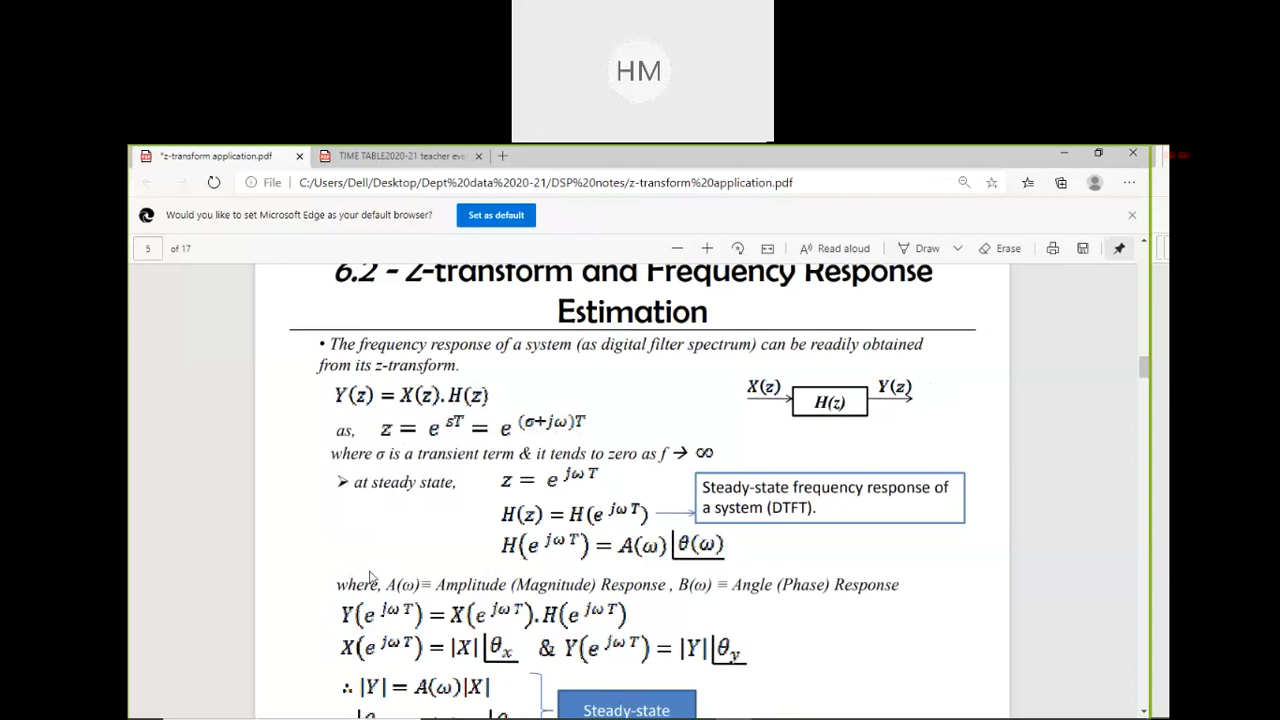 HM
*z-transform application.pdf
TIME TABLE2020-21 teacher eve
File C:/Users/Dell/Desktop/Dept%20data%2020-21/DSP%20notes/z-transform%20application.pdf
Would you like to set Microsoft Edge as your default browser? Set as default
5 of 17 Read aloud Draw Erase
6.2 - Z-transform and Frequency Response
Estimation
• The frequency response of a system (as digital filter spectrum) can be readily obtained
from its z-transform.
Y(z) = X(z).H(z)
X(z) H(z) Y(z)
as, z = e^{sT} = e^{(σ+jω)T}
where σ is a transient term & it tends to zero as f → ∞
➢ at steady state, z = e^{jωT}
Steady-state frequency response of
a system (DTFT).
H(z) = H(e^{jωT})
H(e^{jωT}) = A(ω)⌊θ(ω)
where, A(ω)≡ Amplitude (Magnitude) Response , B(ω) ≡ Angle (Phase) Response
Y(e^{jωT}) = X(e^{jωT}).H(e^{jωT})
X(e^{jωT}) = |X|⌊θ_x & Y(e^{jωT}) = |Y|⌊θ_y
∴ |Y| = A(ω)|X|
Steady-state